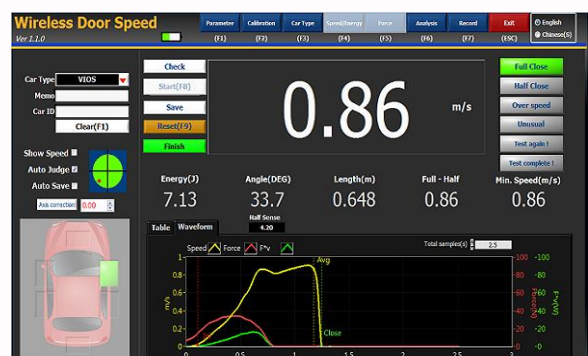 Wireless Door Speed
Ver 1.1.0
Parameter Calibration Car Type Speed/Energy Force Analysis Record Exit
(F1) (F2) (F3) (F4) (F5) (F6) (F7) (ESC)
English
Chinese(S)
Car Type VIOS
Memo
Car ID
Clear(F1)
Show Speed
Auto Judge
Auto Save
Axis correction 0.00
Check
Start(F8)
Save
Reset(F9)
Finish
0.86 m/s
Full Close
Half Close
Over speed
Unusual
Test again !
Test complete !
Energy(J) Angle(DEG) Length(m) Full - Half Min. Speed(m/s)
7.13 33.7 0.648 0.86 0.86
Half Sense
4.20
Table Waveform
Speed Force F*v
Total samples(s) 2.5
Avg
Close
m/s
1-
0.8-
0.6-
0.4-
0.2-
0-
0 0.5 1 1.5 2 2.5 3
-100
80
-60
40
-20
-0
Force(N)
-100
-80
-60
-40
-20
-0
F*v(V)